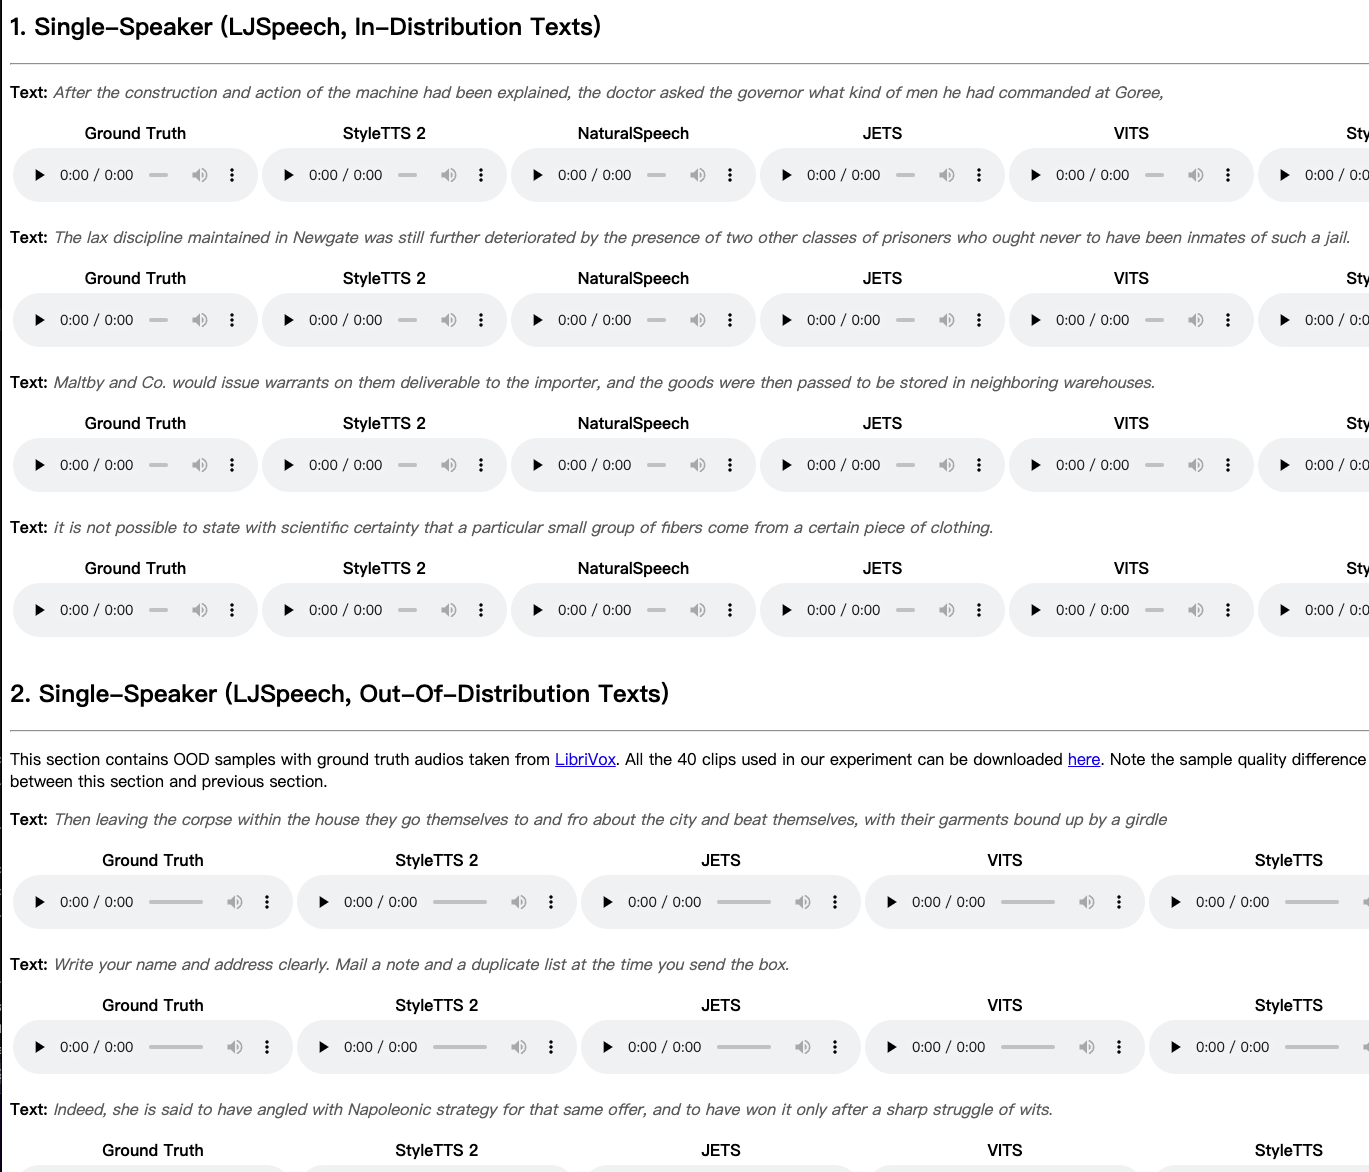 1. Single-Speaker (LJSpeech, In-Distribution Texts)
Text: After the construction and action of the machine had been explained, the doctor asked the governor what kind of men he had commanded at Goree,
Ground Truth StyleTTS 2 NaturalSpeech JETS VITS Sty
0:00 / 0:00 0:00 / 0:00 0:00 / 0:00 0:00 / 0:00 0:00 / 0:00 0:00 / 0:0
Text: The lax discipline maintained in Newgate was still further deteriorated by the presence of two other classes of prisoners who ought never to have been inmates of such a jail.
Ground Truth StyleTTS 2 NaturalSpeech JETS VITS Sty
0:00 / 0:00 0:00 / 0:00 0:00 / 0:00 0:00 / 0:00 0:00 / 0:00 0:00 / 0:0
Text: Maltby and Co. would issue warrants on them deliverable to the importer, and the goods were then passed to be stored in neighboring warehouses.
Ground Truth StyleTTS 2 NaturalSpeech JETS VITS Sty
0:00 / 0:00 0:00 / 0:00 0:00 / 0:00 0:00 / 0:00 0:00 / 0:00 0:00 / 0:0
Text: it is not possible to state with scientific certainty that a particular small group of fibers come from a certain piece of clothing.
Ground Truth StyleTTS 2 NaturalSpeech JETS VITS Sty
0:00 / 0:00 0:00 / 0:00 0:00 / 0:00 0:00 / 0:00 0:00 / 0:00 0:00 / 0:0
2. Single-Speaker (LJSpeech, Out-Of-Distribution Texts)
This section contains OOD samples with ground truth audios taken from LibriVox. All the 40 clips used in our experiment can be downloaded here. Note the sample quality difference
between this section and previous section.
Text: Then leaving the corpse within the house they go themselves to and fro about the city and beat themselves, with their garments bound up by a girdle
Ground Truth StyleTTS 2 JETS VITS StyleTTS
0:00 / 0:00 0:00 / 0:00 0:00 / 0:00 0:00 / 0:00 0:00 / 0:00
Text: Write your name and address clearly. Mail a note and a duplicate list at the time you send the box.
Ground Truth StyleTTS 2 JETS VITS StyleTTS
0:00 / 0:00 0:00 / 0:00 0:00 / 0:00 0:00 / 0:00 0:00 / 0:00
Text: Indeed, she is said to have angled with Napoleonic strategy for that same offer, and to have won it only after a sharp struggle of wits.
Ground Truth StyleTTS 2 JETS VITS StyleTTS